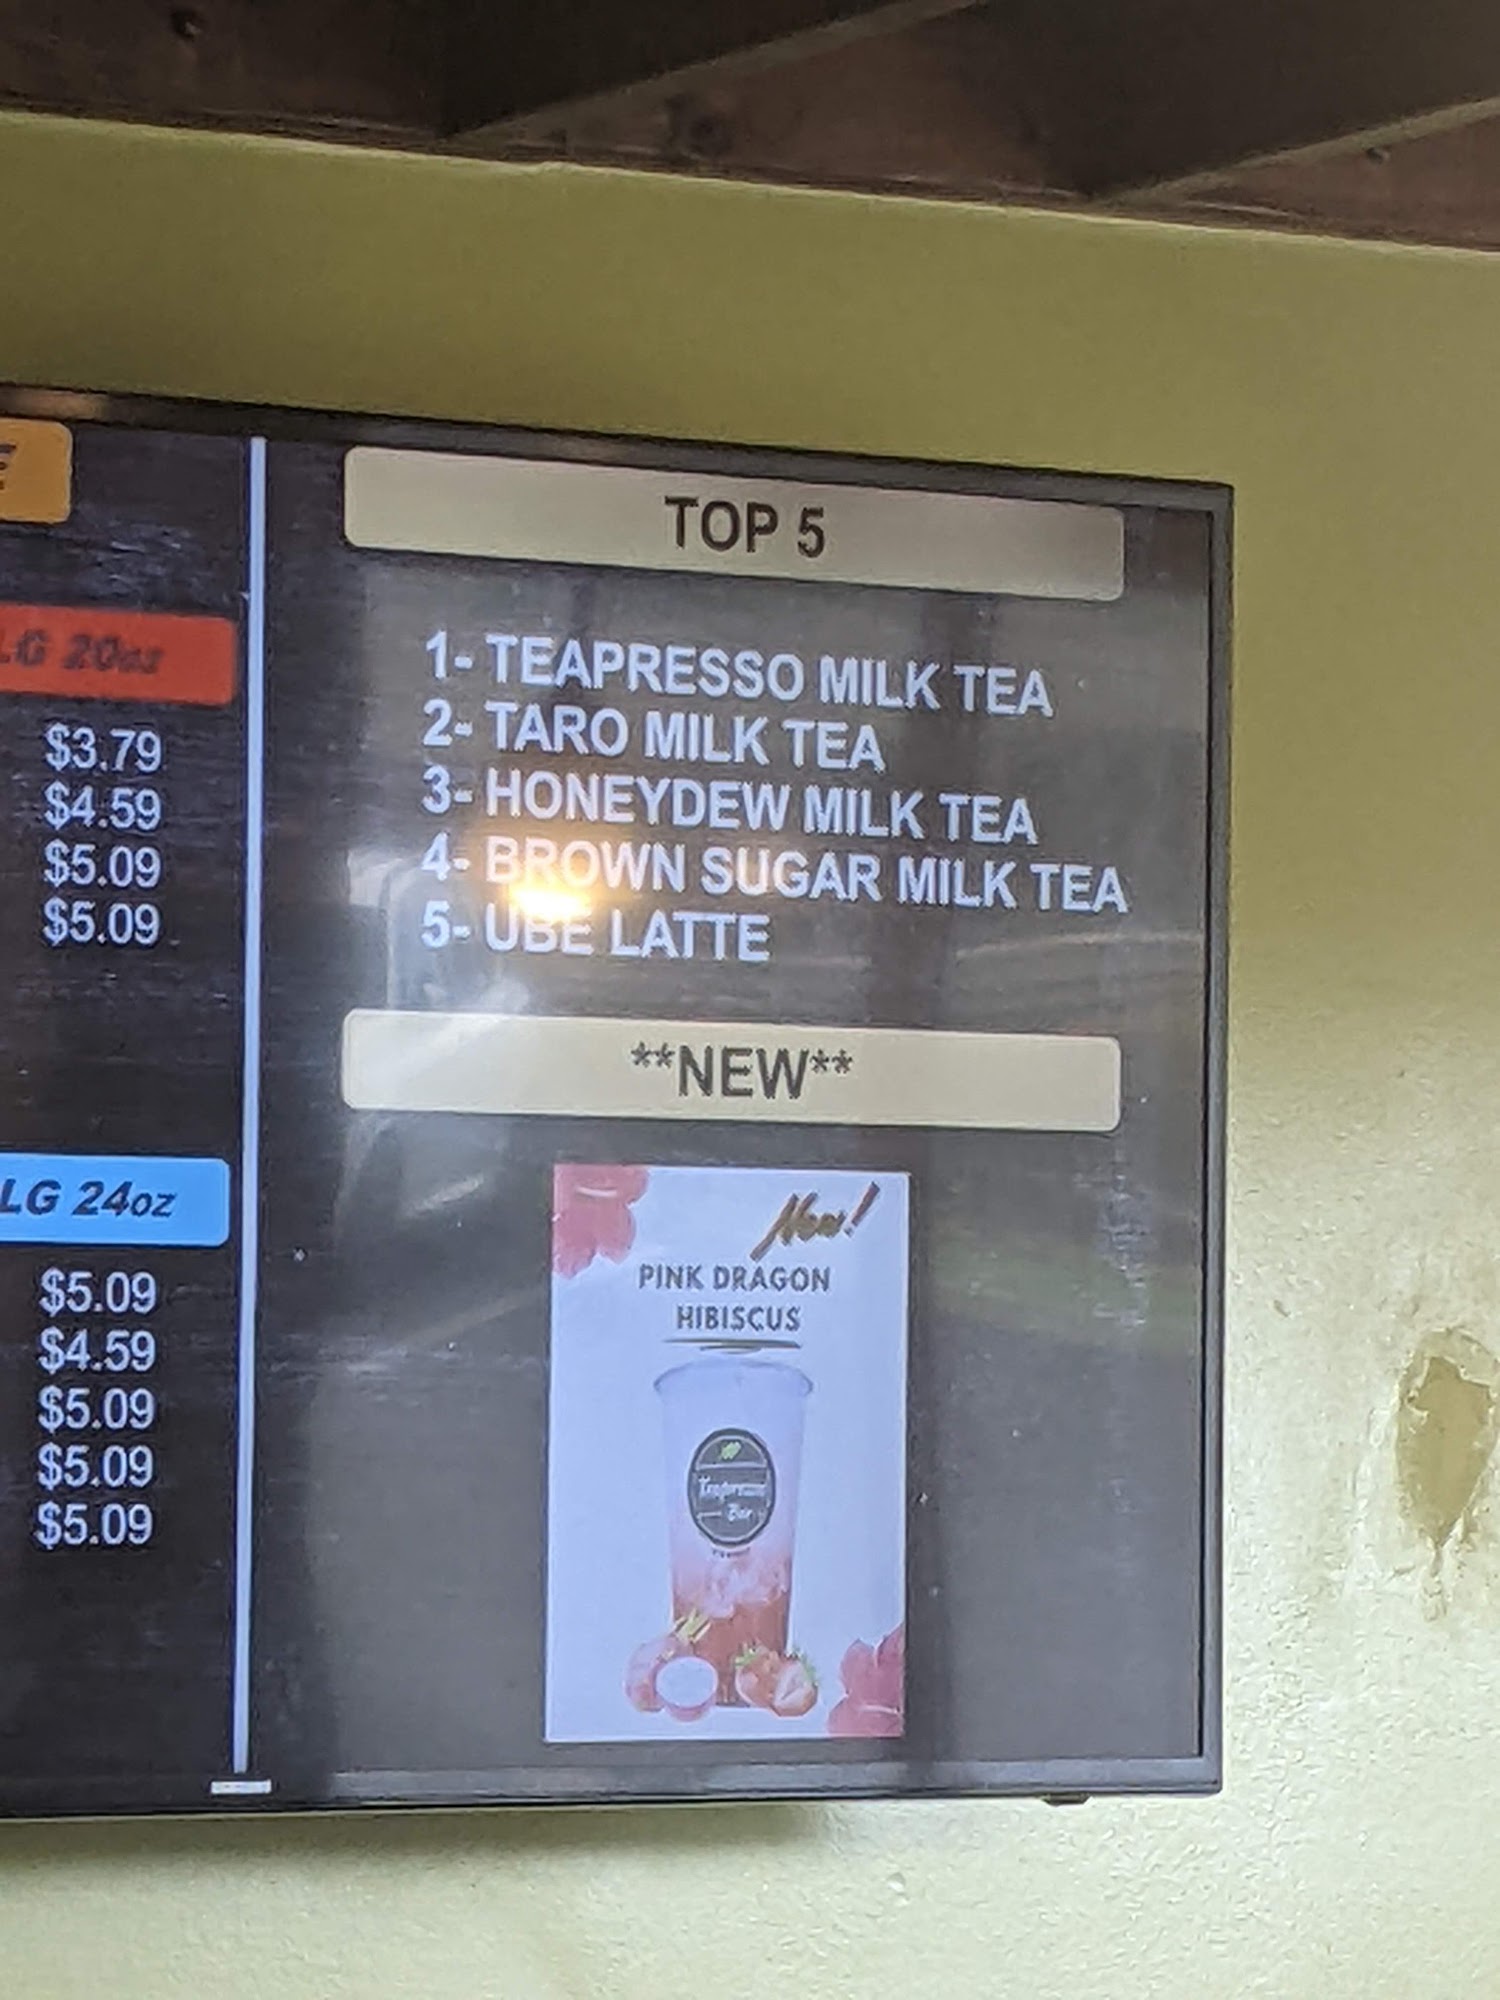 LG 20oz
$3.79
$4.59
$5.09
$5.09
LG 24oz
$5.09
$4.59
$5.09
$5.09
$5.09
TOP 5
1- TEAPRESSO MILK TEA
2- TARO MILK TEA
3- HONEYDEW MILK TEA
4- BROWN SUGAR MILK TEA
5- UBE LATTE
**NEW**
New!
PINK DRAGON
HIBISCUS
Teapresso
Bar